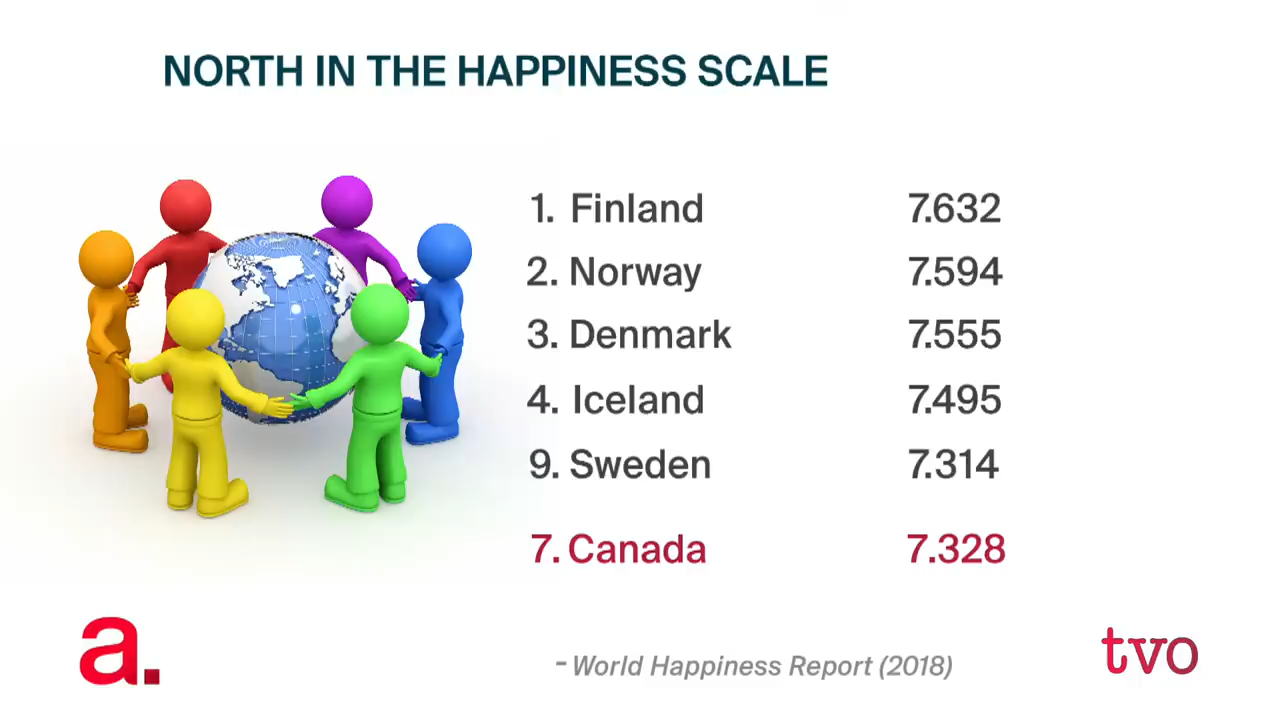 NORTH IN THE HAPPINESS SCALE
1. Finland 7.632
2. Norway 7.594
3. Denmark 7.555
4. Iceland 7.495
9. Sweden 7.314
7. Canada 7.328
a.
- World Happiness Report (2018)
tvo